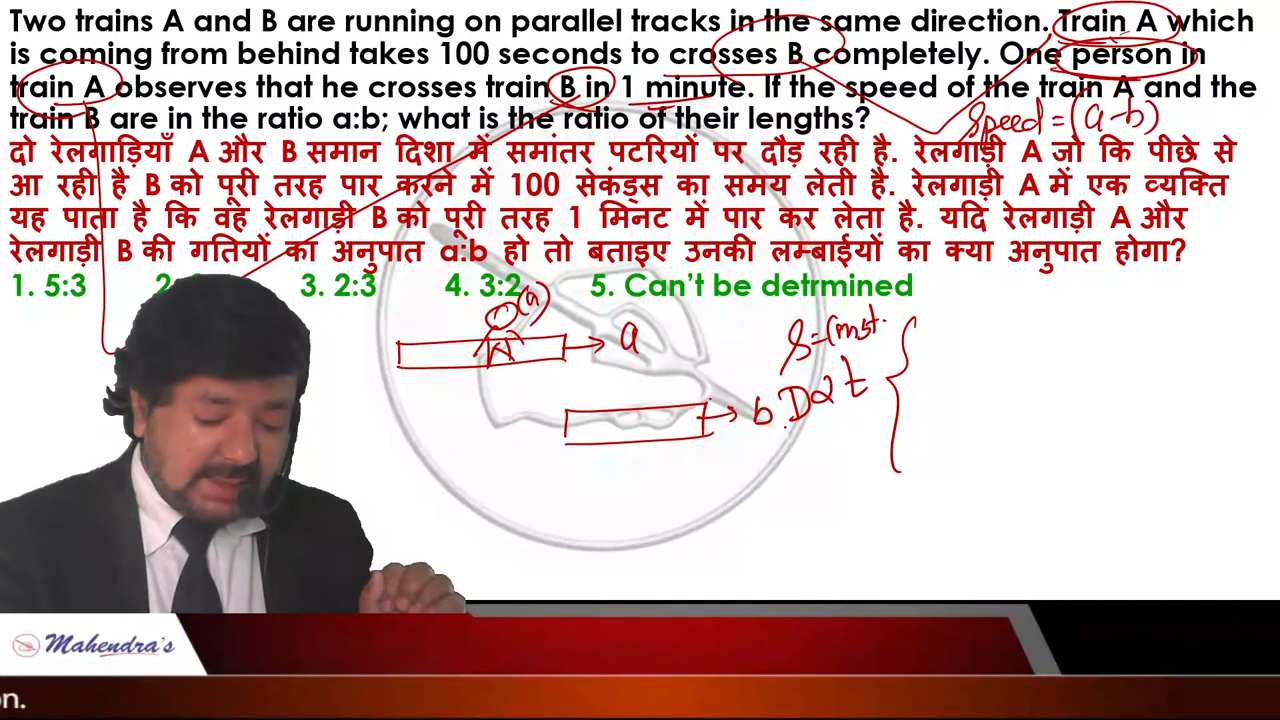 Two trains A and B are running on parallel tracks in the same direction. Train A which
is coming from behind takes 100 seconds to crosses B completely. One person in
train A observes that he crosses train B in 1 minute. If the speed of the train A and the
train B are in the ratio a:b; what is the ratio of their lengths?
Speed = (a-b)
दो रेलगाड़ियाँ A और B समान दिशा में समांतर पटरियों पर दौड़ रही है. रेलगाड़ी A जो कि पीछे से
आ रही है B को पूरी तरह पार करने में 100 सेकंड्स का समय लेती है. रेलगाड़ी A में एक व्यक्ति
यह पाता है कि वह रेलगाड़ी B को पूरी तरह 1 मिनट में पार कर लेता है. यदि रेलगाड़ी A और
रेलगाड़ी B की गतियों का अनुपात a:b हो तो बताइए उनकी लम्बाईयों का क्या अनुपात होगा?
1. 5:3 3. 2:3 4. 3:2 5. Can't be detrmined
(a)
a
S = Const.
b D α t
Mahendra's
on.